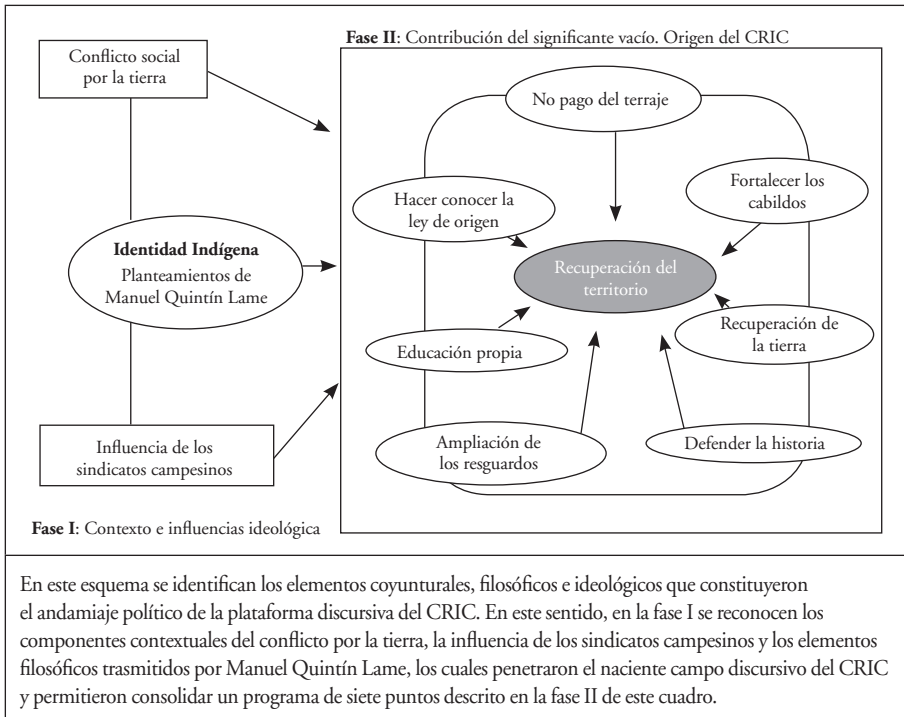 Fase II: Contribución del significante vacío. Origen del CRIC
Conflicto social
por la tierra
No pago del terraje
Hacer conocer la
ley de origen
Fortalecer los
cabildos
Identidad Indígena
Planteamientos de
Manuel Quintín Lame
Recuperación del
territorio
Educación propia
Recuperación de
la tierra
Influencia de los
sindicatos campesinos
Ampliación de
los resguardos
Defender la historia
Fase I: Contexto e influencias ideológica
En este esquema se identifican los elementos coyunturales, filosóficos e ideológicos que constituyeron
el andamiaje político de la plataforma discursiva del CRIC. En este sentido, en la fase I se reconocen los
componentes contextuales del conflicto por la tierra, la influencia de los sindicatos campesinos y los elementos
filosóficos trasmitidos por Manuel Quintín Lame, los cuales penetraron el naciente campo discursivo del CRIC
y permitieron consolidar un programa de siete puntos descrito en la fase II de este cuadro.